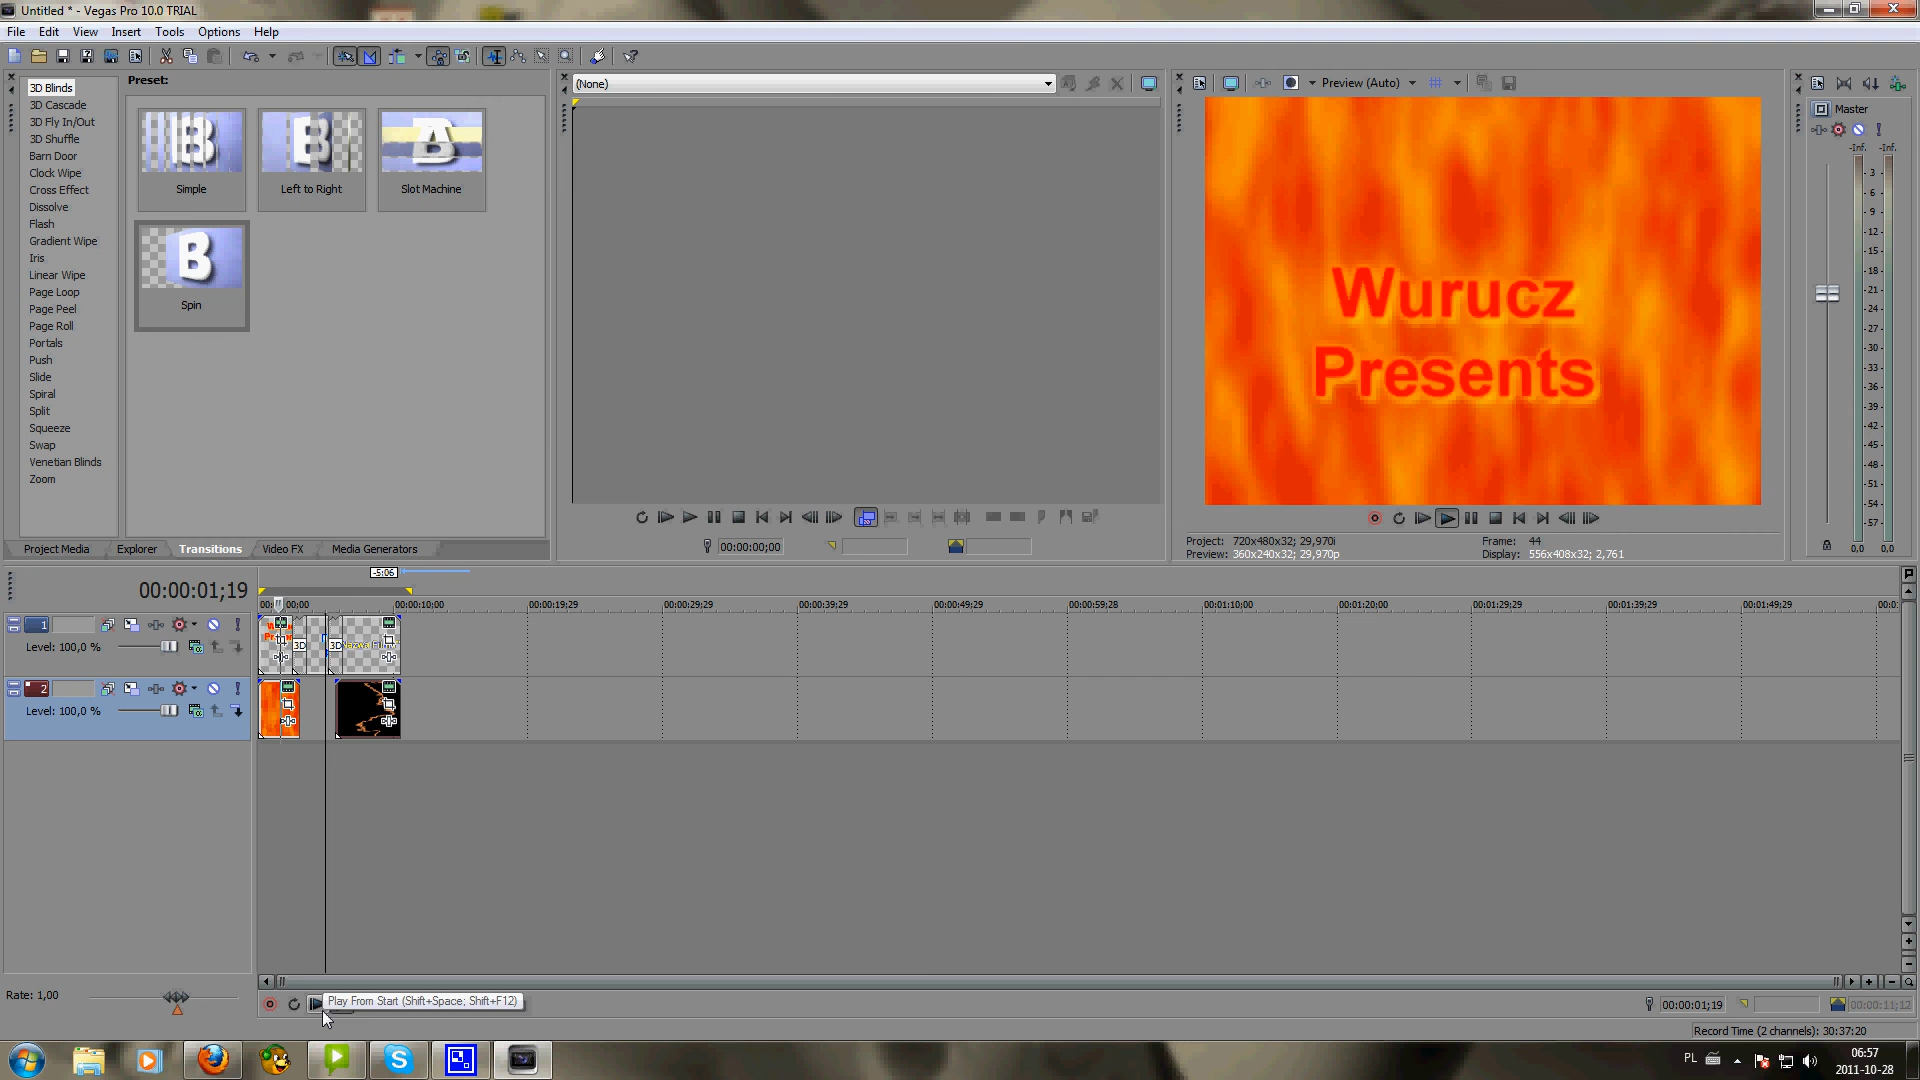 Untitled * - Vegas Pro 10.0 TRIAL
File Edit View Insert Tools Options Help
Preset:
3D Blinds
3D Cascade
3D Fly In/Out
3D Shuffle
Barn Door
Clock Wipe
Cross Effect
Dissolve
Flash
Gradient Wipe
Iris
Linear Wipe
Page Loop
Page Peel
Page Roll
Portals
Push
Slide
Spiral
Split
Squeeze
Swap
Venetian Blinds
Zoom
Simple
Left to Right
Slot Machine
Spin
Project Media Explorer Transitions Video FX Media Generators
(None)
00:00:00;00
Preview (Auto)
Wurucz
Presents
Project: 720x480x32; 29,970i
Preview: 360x240x32; 29,970p
Frame: 44
Display: 556x408x32; 2,761
Master
-Inf. -Inf.
3
6
9
12
15
18
21
24
27
30
33
36
39
42
45
48
51
54
57
0,0 0,0
00:00:01;19
-5:06
00:00:10;00 00:00:19;29 00:00:29;29 00:00:39;29 00:00:49;29 00:00:59;28 00:01:10;00 00:01:20;00 00:01:29;29 00:01:39;29 00:01:49;29
1
Level: 100,0 %
3D
3D
2
Level: 100,0 %
Rate: 1,00
Play From Start (Shift+Space; Shift+F12)
00:00:01;19
00:00:11;12
Record Time (2 channels): 30:37:20
PL
06:57
2011-10-28